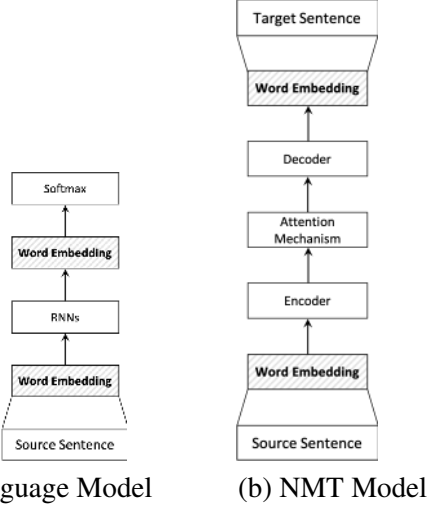 Softmax
Word Embedding
RNNs
Word Embedding
Source Sentence
guage Model
Target Sentence
Word Embedding
Decoder
Attention
Mechanism
Encoder
Word Embedding
Source Sentence
(b) NMT Model